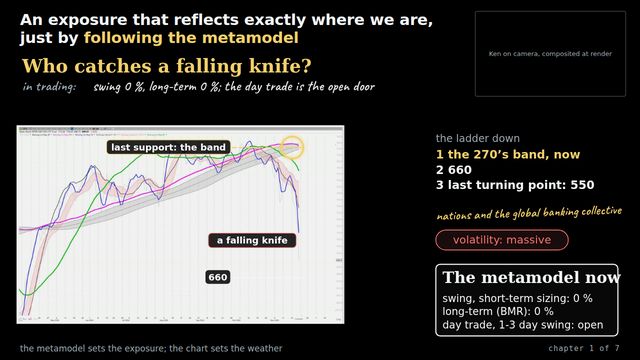 An exposure that reflects exactly where we are,
just by following the metamodel
Ken on camera, composited at render
Who catches a falling knife?
in trading: swing 0 %, long-term 0 %; the day trade is the open door
last support: the band
a falling knife
660
the ladder down
1 the 270's band, now
2 660
3 last turning point: 550
nations and the global banking collective
volatility: massive
The metamodel now
swing, short-term sizing: 0 %
long-term (BMR): 0 %
day trade, 1-3 day swing: open
the metamodel sets the exposure; the chart sets the weather
chapter 1 of 7